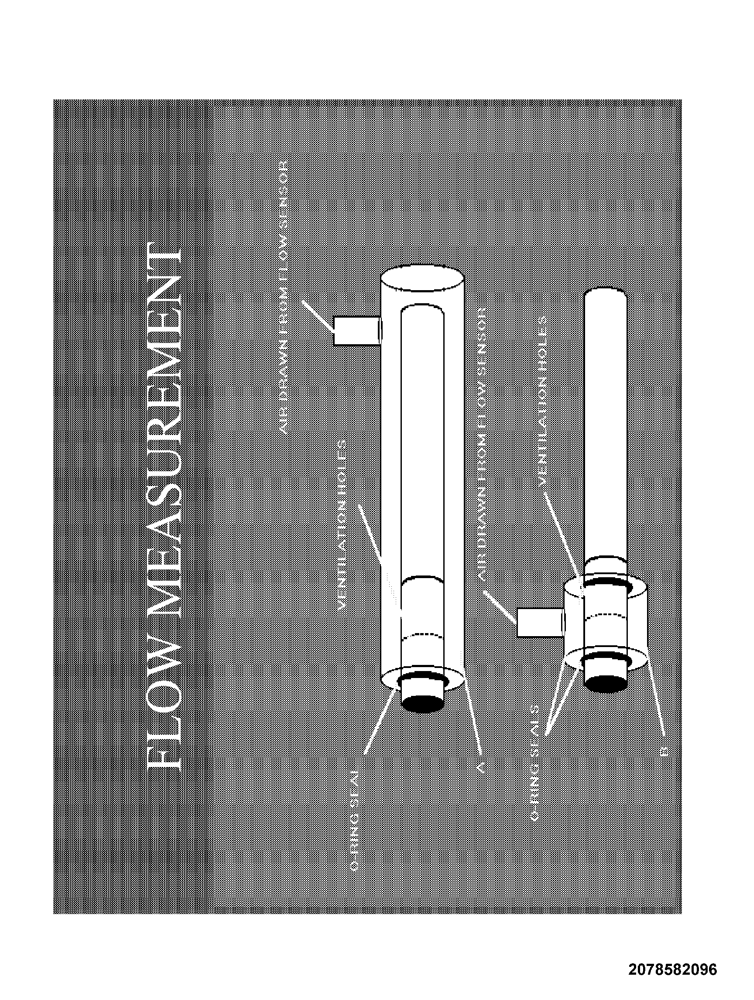 FLOW MEASUREMENT
AIR DRAWN FROM FLOW SENSOR
VENTILATION HOLES
O-RING SEAL
A
AIR DRAWN FROM FLOW SENSOR
VENTILATION HOLES
O-RING SEALS
B
2078582096